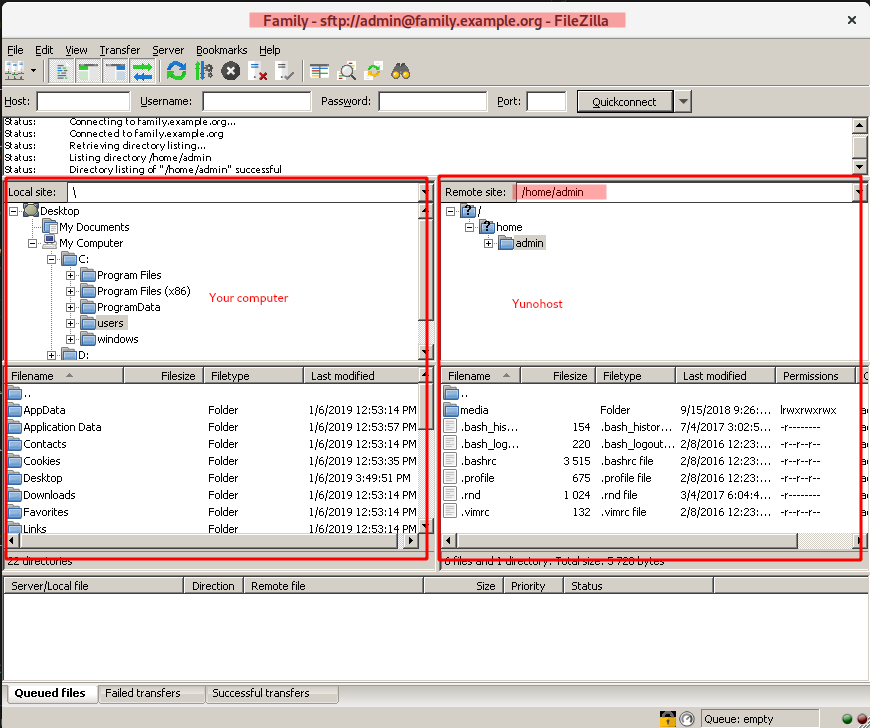 Family - sftp://admin@family.example.org - FileZilla
File Edit View Transfer Server Bookmarks Help
Host: Username: Password: Port: Quickconnect
Status: Connecting to family.example.org...
Status: Connected to family.example.org
Status: Retrieving directory listing...
Status: Listing directory /home/admin
Status: Directory listing of "/home/admin" successful
Local site: \
Desktop
My Documents
My Computer
C:
Program Files
Program Files (x86)
ProgramData
users
windows
D:
Your computer
Filename Filesize Filetype Last modified
..
AppData Folder 1/6/2019 12:53:14 PM
Application Data Folder 1/6/2019 12:53:57 PM
Contacts Folder 1/6/2019 12:53:14 PM
Cookies Folder 1/6/2019 12:53:35 PM
Desktop Folder 1/6/2019 3:49:51 PM
Downloads Folder 1/6/2019 12:53:14 PM
Favorites Folder 1/6/2019 12:53:14 PM
Links Folder 1/6/2019 12:53:14 PM
22 directories
Remote site: /home/admin
/
home
admin
Yunohost
Filename Filesize Filetype Last modified Permissions
..
media Folder 9/15/2018 9:26:... lrwxrwxrwx
.bash_his... 154 .bash_histor... 7/4/2017 3:02:5... -r--------
.bash_log... 220 .bash_logout... 2/8/2016 12:23:... -r--r--r--
.bashrc 3 515 .bashrc file 2/8/2016 12:23:... -r--r--r--
.profile 675 .profile file 2/8/2016 12:23:... -r--r--r--
.rnd 1 024 .rnd file 3/4/2017 6:04:4... -r--------
.vimrc 132 .vimrc file 2/8/2016 12:23:... -r--r--r--
6 files and 1 directory. Total size: 5 720 bytes
Server/Local file Direction Remote file Size Priority Status
Queued files Failed transfers Successful transfers
Queue: empty